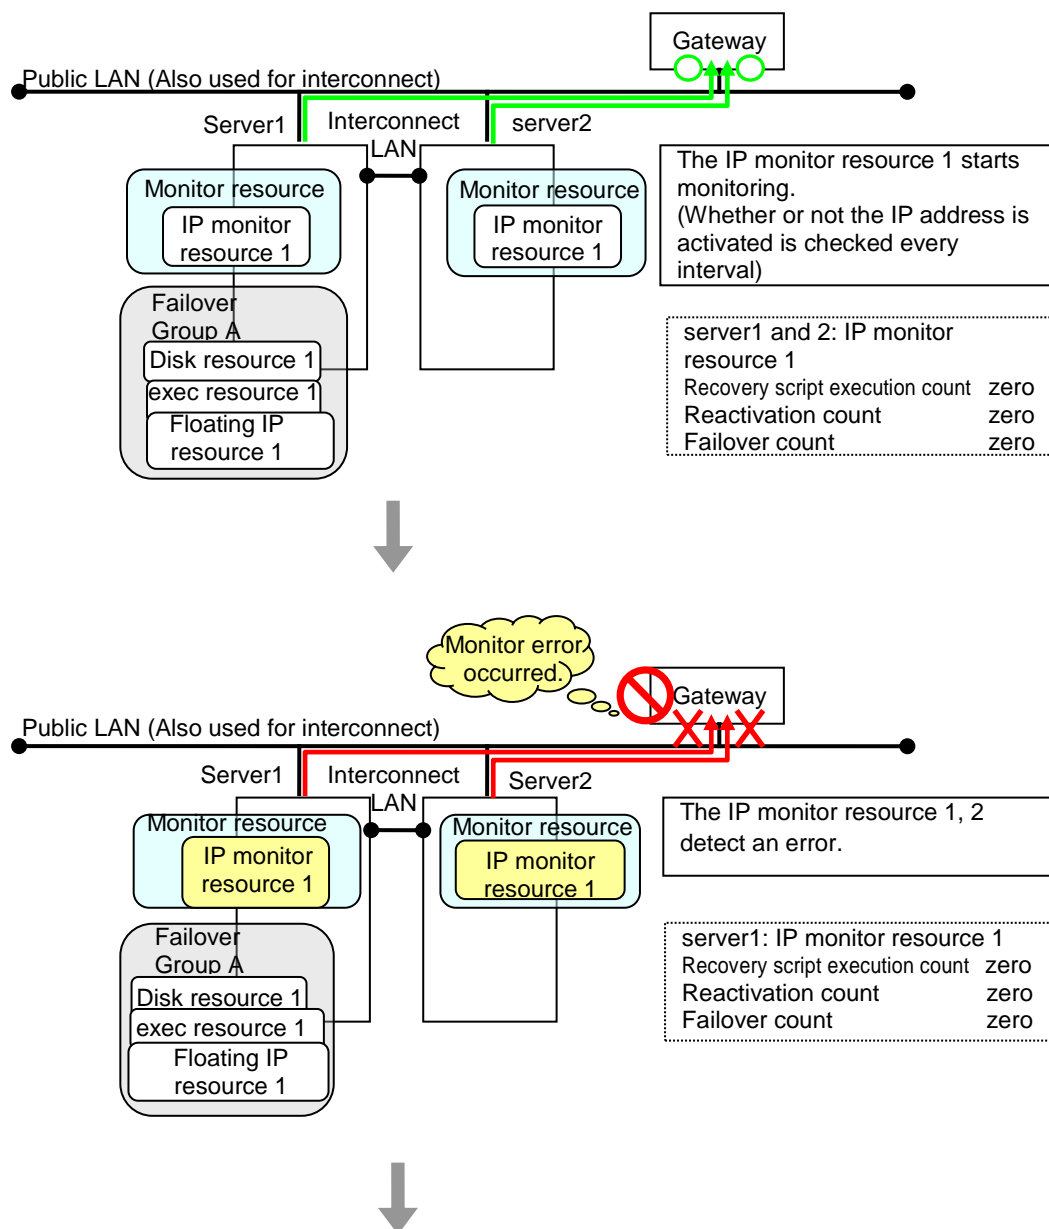 Gateway
Public LAN (Also used for interconnect)
Server1
Interconnect
LAN
server2
Monitor resource
IP monitor
resource 1
Monitor resource
IP monitor
resource 1
The IP monitor resource 1 starts
monitoring.
(Whether or not the IP address is
activated is checked every
interval)
Failover
Group A
Disk resource 1
exec resource 1
Floating IP
resource 1
server1 and 2: IP monitor
resource 1
Recovery script execution count zero
Reactivation count zero
Failover count zero
Monitor error
occurred.
Gateway
Public LAN (Also used for interconnect)
Server1
Interconnect
LAN
Server2
Monitor resource
IP monitor
resource 1
Monitor resource
IP monitor
resource 1
The IP monitor resource 1, 2
detect an error.
Failover
Group A
Disk resource 1
exec resource 1
Floating IP
resource 1
server1: IP monitor resource 1
Recovery script execution count zero
Reactivation count zero
Failover count zero